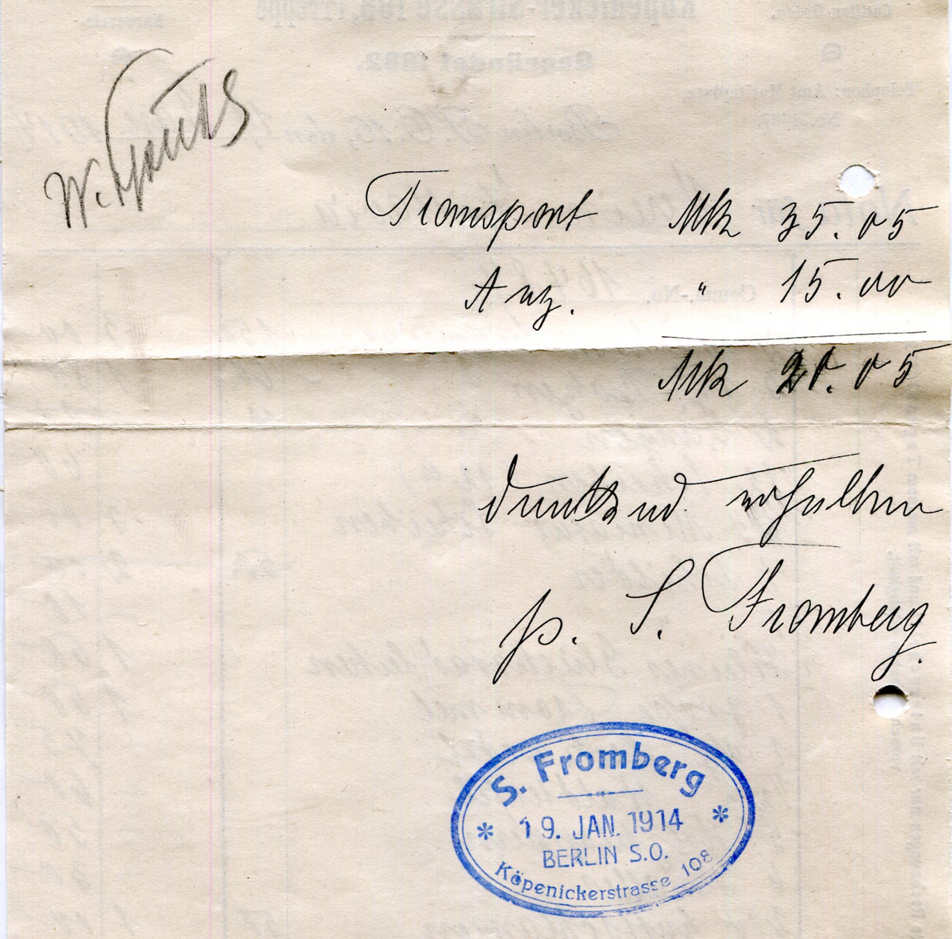 W.
Transport Mk 35.05
Anz. " 15.00
Mk 20.05
dankend erhalten
p. S. Fromberg.
S. Fromberg
* 19. JAN. 1914 *
BERLIN S.O.
Köpenickerstrasse 108